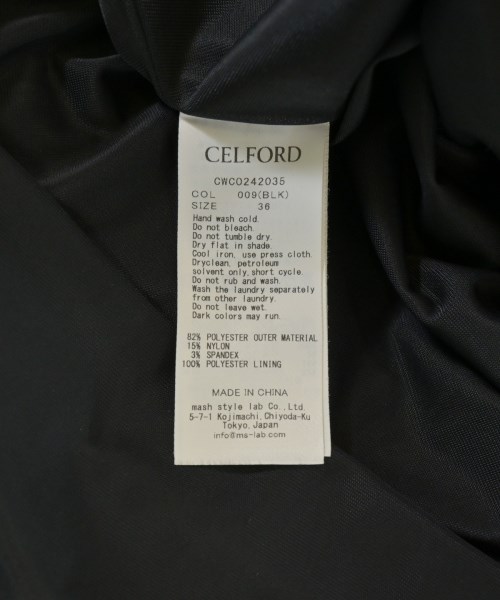 CELFORD
CWCO242035
COL 009(BLK)
SIZE 36
Hand wash cold.
Do not bleach.
Do not tumble dry.
Dry flat in shade.
Cool iron, use press cloth.
Dryclean, petroleum
solvent only, short cycle.
Do not rub and wash.
Wash the laundry separately
from other laundry.
Do not leave wet.
Dark colors may run.
82% POLYESTER OUTER MATERIAL
15% NYLON
3% SPANDEX
100% POLYESTER LINING
MADE IN CHINA
mash style lab Co., Ltd.
5-7-1 Kojimachi, Chiyoda-Ku
Tokyo, Japan
info@ms-lab.com